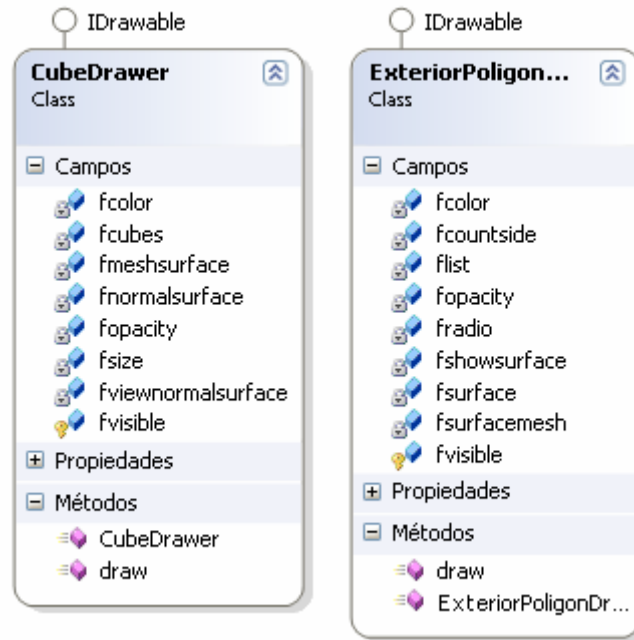 IDrawable
CubeDrawer
Class
Campos
fcolor
fcubes
fmeshsurface
fnormalsurface
fopacity
fsize
fviewnormalsurface
fvisible
Propiedades
Métodos
CubeDrawer
draw
IDrawable
ExteriorPoligon...
Class
Campos
fcolor
fcountside
flist
fopacity
fradio
fshowsurface
fsurface
fsurfacemesh
fvisible
Propiedades
Métodos
draw
ExteriorPoligonDr...